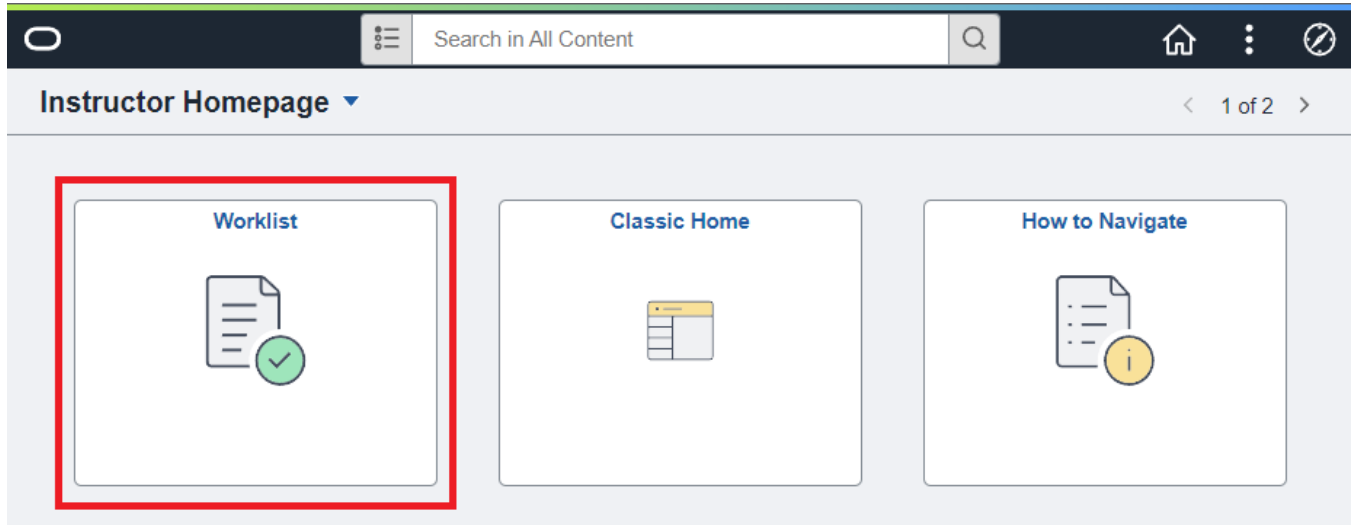 Search in All Content
Instructor Homepage
1 of 2
Worklist
Classic Home
How to Navigate
i